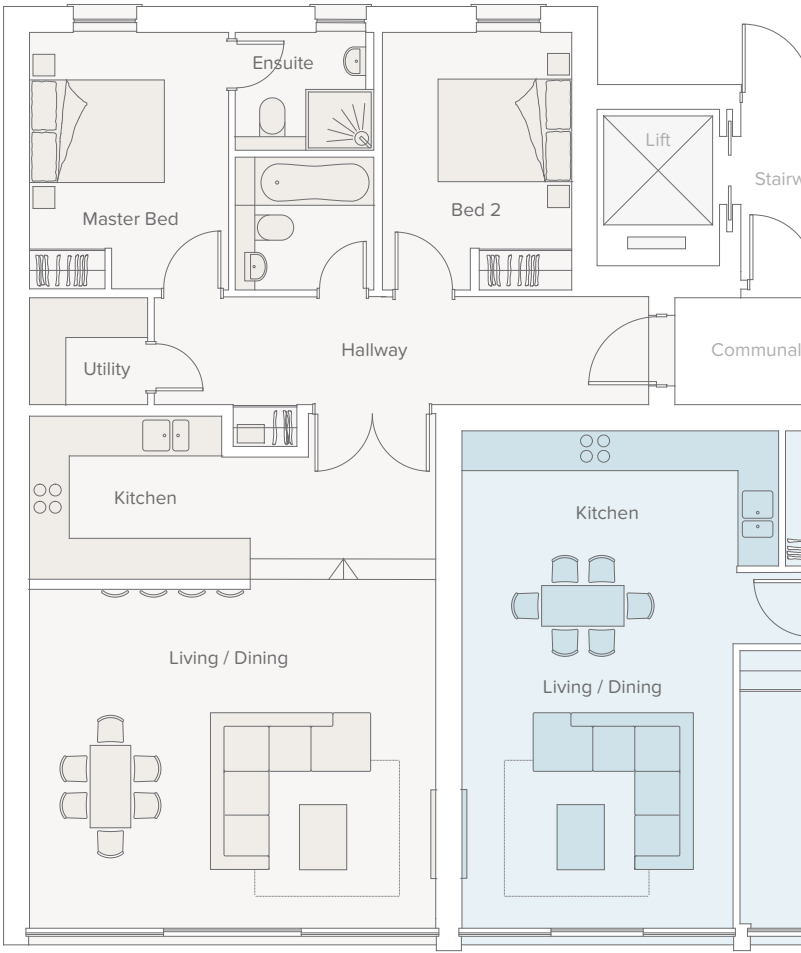 Ensuite
Lift
Stairw
Master Bed
Bed 2
Hallway
Communal
Utility
Kitchen
Kitchen
Living / Dining
Living / Dining